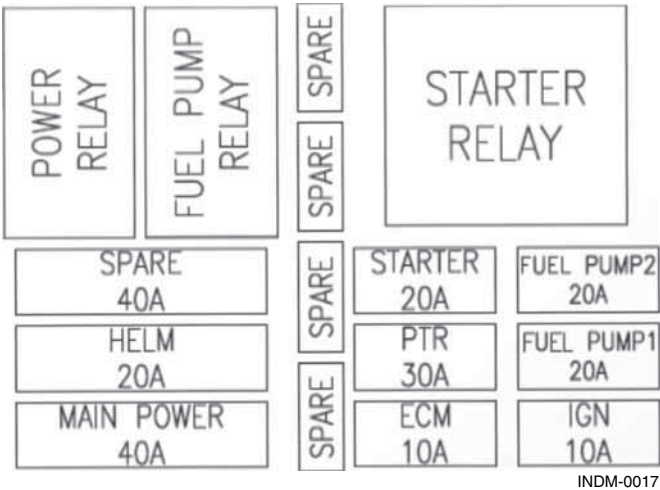 POWER
RELAY
FUEL PUMP
RELAY
SPARE
SPARE
STARTER
RELAY
SPARE
40A
HELM
20A
MAIN POWER
40A
SPARE
SPARE
STARTER
20A
FUEL PUMP2
20A
PTR
30A
FUEL PUMP1
20A
ECM
10A
IGN
10A
INDM-0017